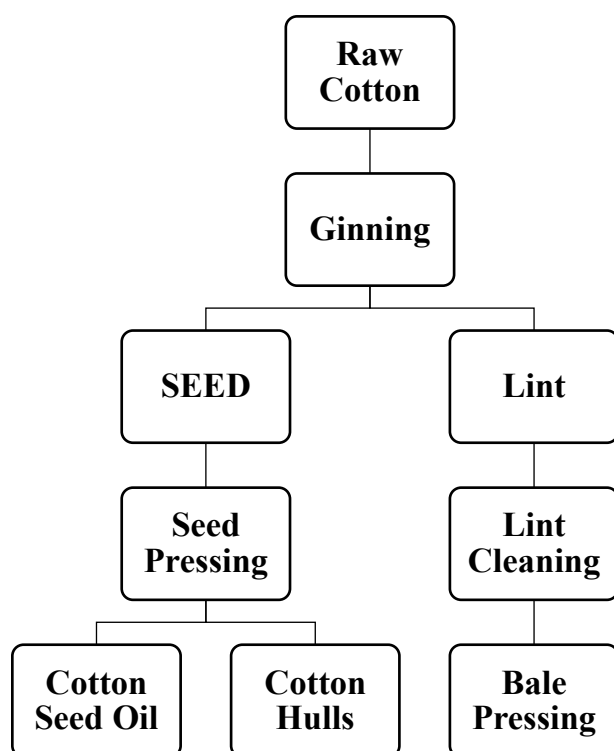 Raw
Cotton
Ginning
SEED
Lint
Seed
Pressing
Lint
Cleaning
Cotton
Seed Oil
Cotton
Hulls
Bale
Pressing